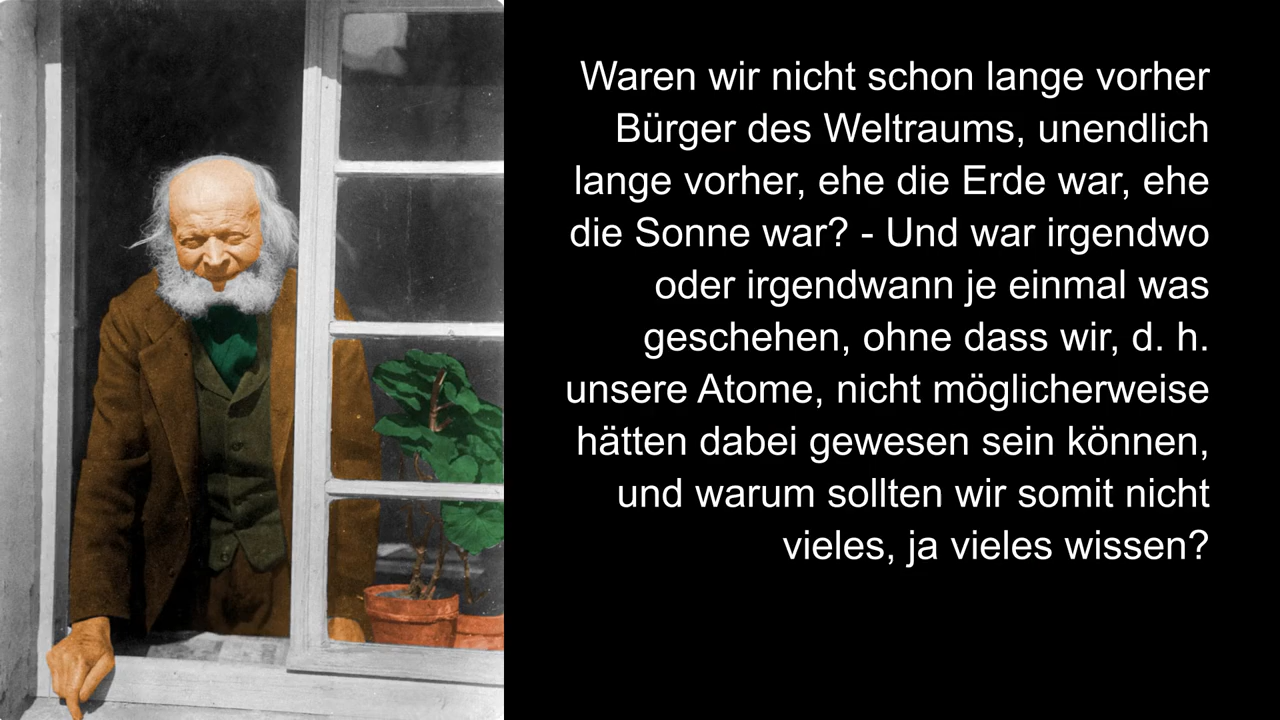 Waren wir nicht schon lange vorher
Bürger des Weltraums, unendlich
lange vorher, ehe die Erde war, ehe
die Sonne war? - Und war irgendwo
oder irgendwann je einmal was
geschehen, ohne dass wir, d. h.
unsere Atome, nicht möglicherweise
hätten dabei gewesen sein können,
und warum sollten wir somit nicht
vieles, ja vieles wissen?